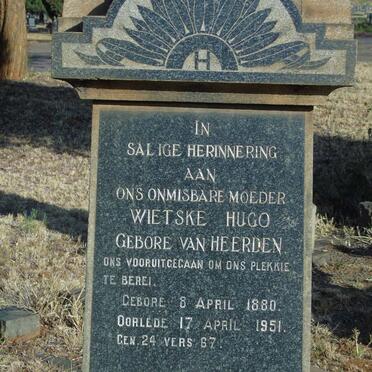 H
IN
SALIGE HERINNERING
AAN
ONS ONMISBARE MOEDER
WIETSKE HUGO
GEBORE VAN HEERDEN
ONS VOORUITGEGAAN OM ONS PLEKKIE
TE BEREI.
GEBORE 8 APRIL 1880.
OORLEDE 17 APRIL 1951.
GEN. 24 VERS 67.